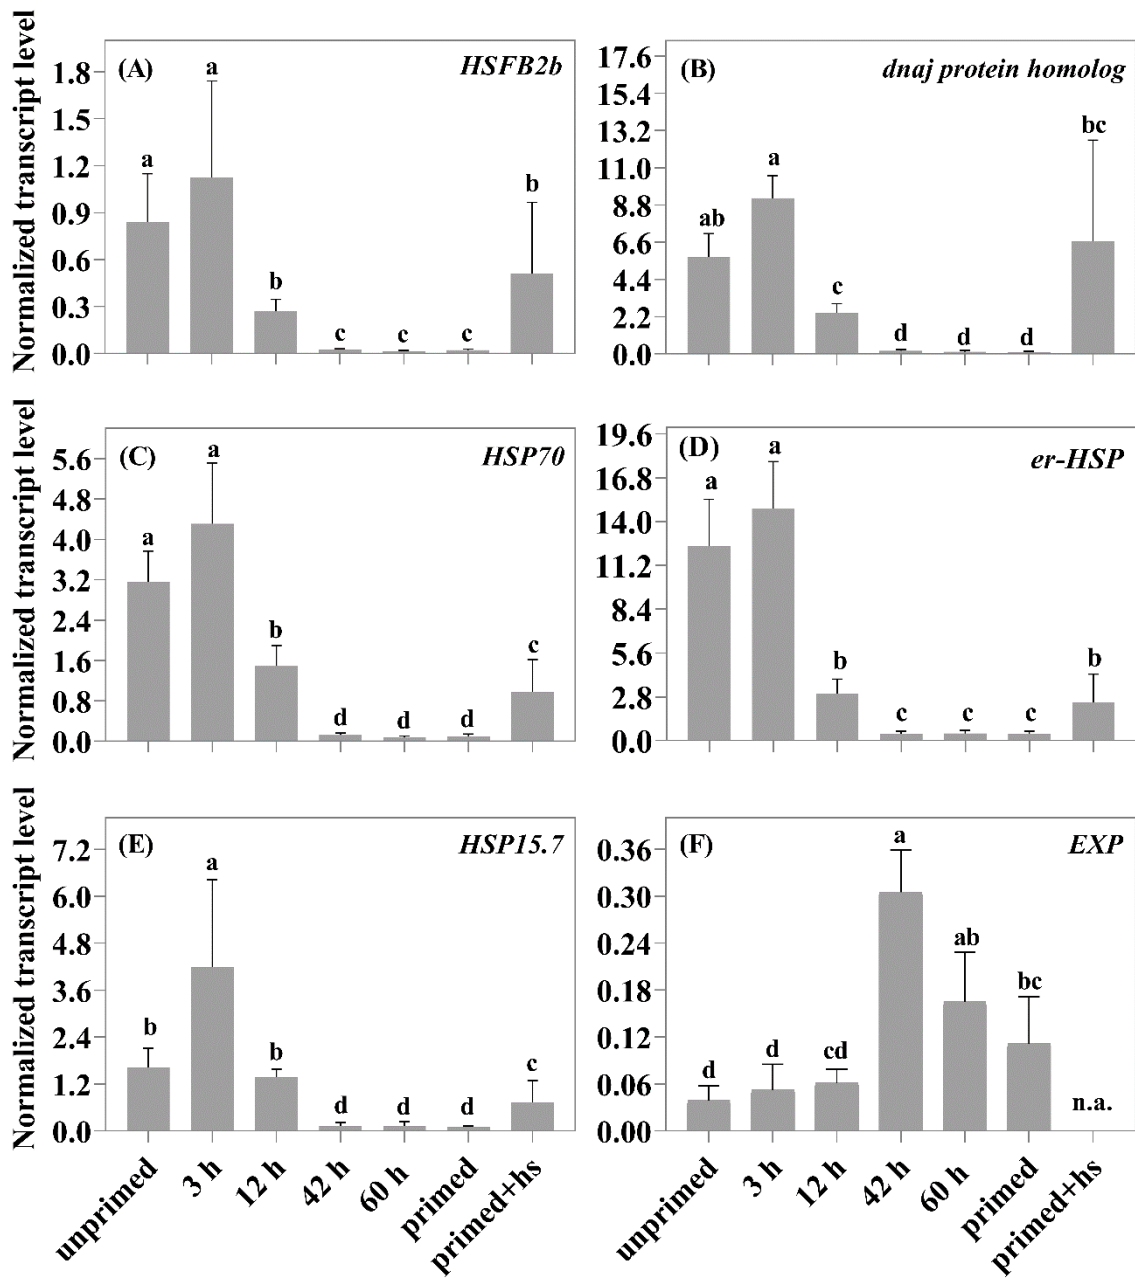 Normalized transcript level
(A)
HSFB2b
1.8
1.5
1.2
0.9
0.6
0.3
0.0
a
a
b
c
c
c
b
(B)
dnaj protein homolog
17.6
15.4
13.2
11.0
8.8
6.6
4.4
2.2
0.0
ab
a
c
d
d
d
bc
Normalized transcript level
(C)
HSP70
5.6
4.8
4.0
3.2
2.4
1.6
0.8
0.0
a
a
b
d
d
d
c
(D)
er-HSP
19.6
16.8
14.0
11.2
8.4
5.6
2.8
0.0
a
a
b
c
c
c
b
Normalized transcript level
(E)
HSP15.7
7.2
6.0
4.8
3.6
2.4
1.2
0.0
b
a
b
d
d
d
c
unprimed
3 h
12 h
42 h
60 h
primed
primed+hs
(F)
EXP
0.36
0.30
0.24
0.18
0.12
0.06
0.00
d
d
cd
a
ab
bc
n.a.
unprimed
3 h
12 h
42 h
60 h
primed
primed+hs